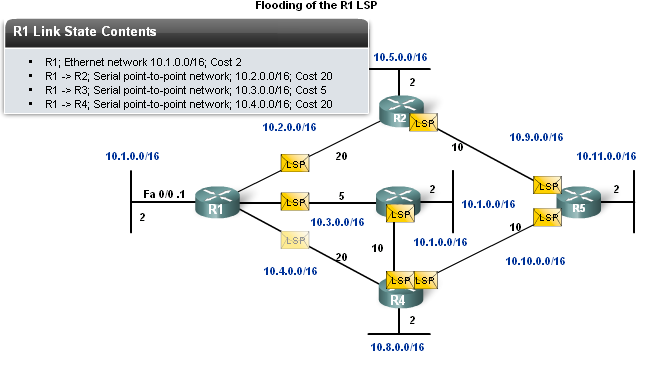 Flooding of the R1 LSP
R1 Link State Contents
R1; Ethernet network 10.1.0.0/16; Cost 2
R1 -> R2; Serial point-to-point network; 10.2.0.0/16; Cost 20
R1 -> R3; Serial point-to-point network; 10.3.0.0/16; Cost 5
R1 -> R4; Serial point-to-point network; 10.4.0.0/16; Cost 20
10.5.0.0/16
2
R2
LSP
10.2.0.0/16
10.9.0.0/16
10
20
10.1.0.0/16
LSP
10.11.0.0/16
Fa 0/0 .1
5
2
LSP
2
R1
LSP
10.1.0.0/16
R5
2
LSP
LSP
10.3.0.0/16
10
LSP
10.1.0.0/16
10
20
10.4.0.0/16
10.10.0.0/16
LSP
LSP
R4
2
10.8.0.0/16